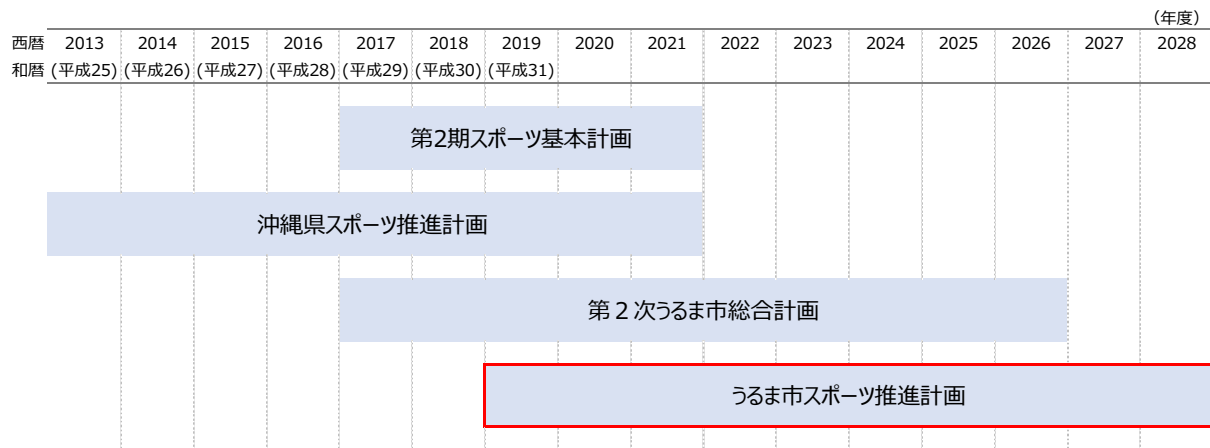 （年度）
西暦 2013 2014 2015 2016 2017 2018 2019 2020 2021 2022 2023 2024 2025 2026 2027 2028
和暦 (平成25) (平成26) (平成27) (平成28) (平成29) (平成30) (平成31)
第2期スポーツ基本計画
沖縄県スポーツ推進計画
第２次うるま市総合計画
うるま市スポーツ推進計画